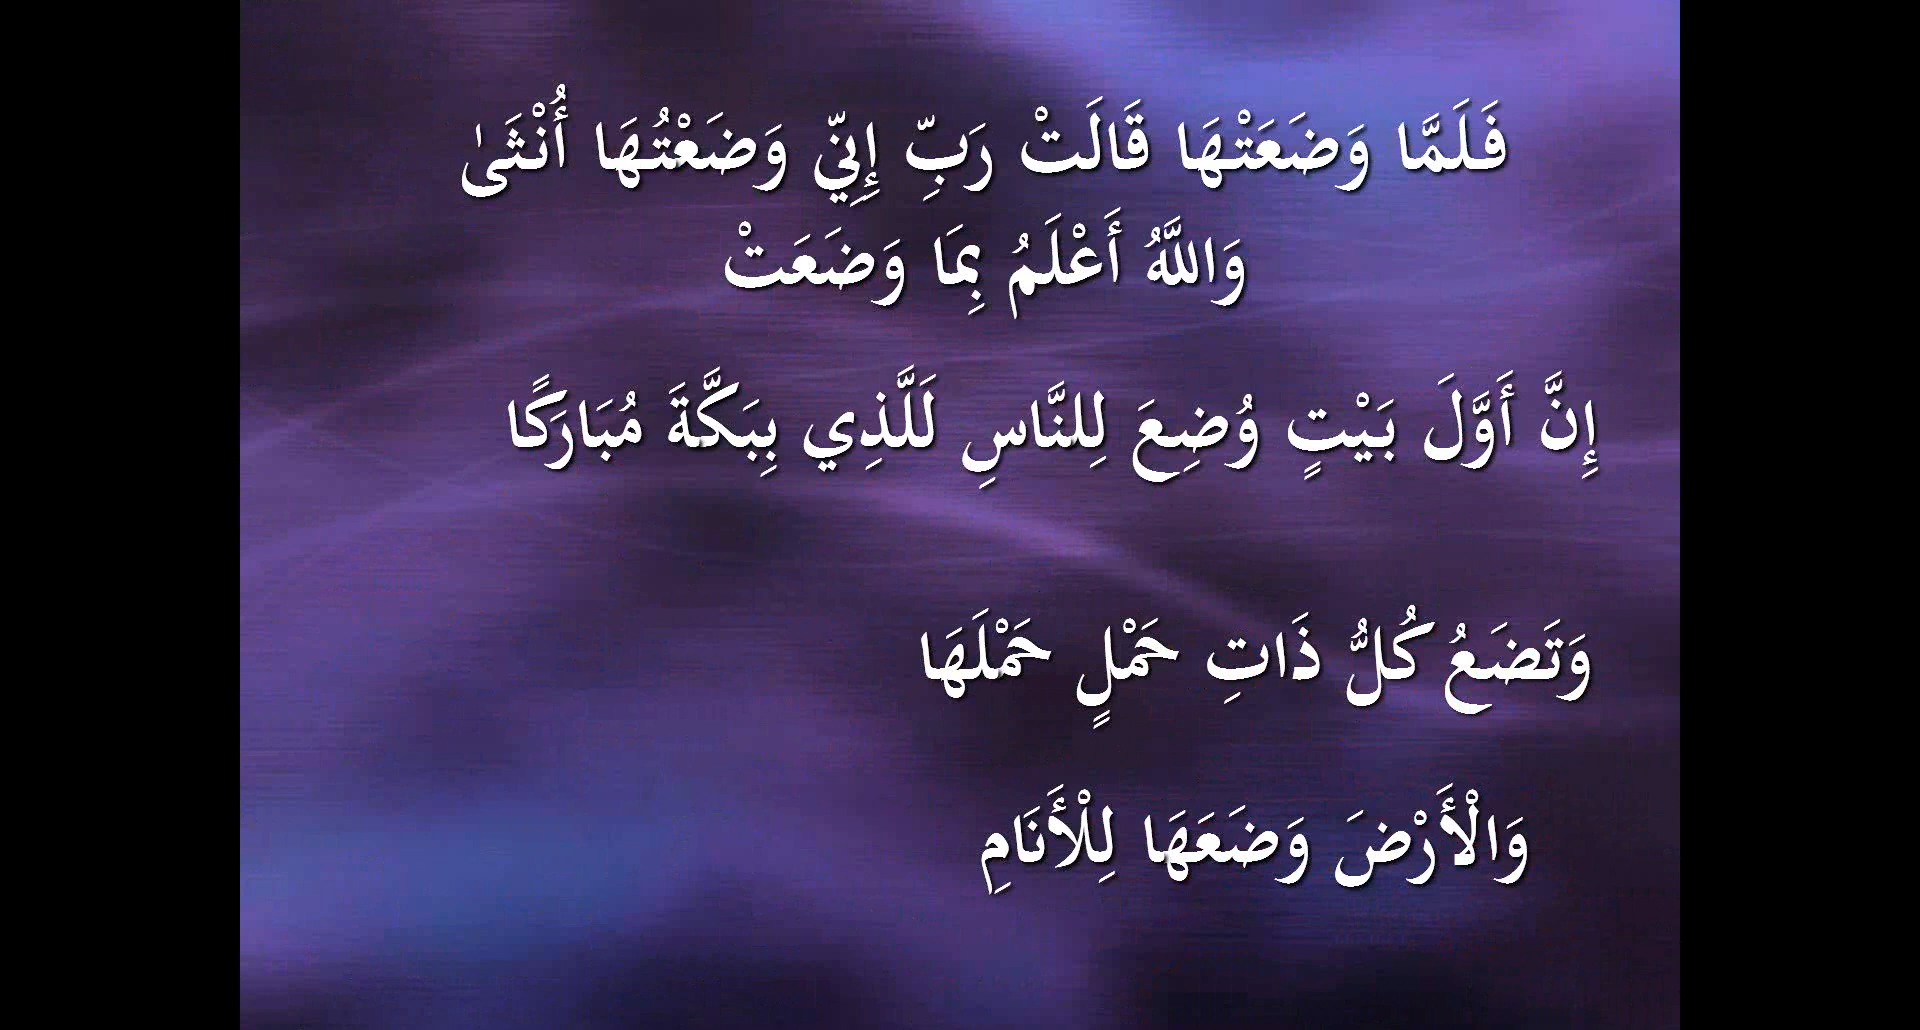 فَلَمَّا وَضَعَتْهَا قَالَتْ رَبِّ إِنِّي وَضَعْتُهَا أُنْثَىٰ
وَاللَّهُ أَعْلَمُ بِمَا وَضَعَتْ
إِنَّ أَوَّلَ بَيْتٍ وُضِعَ لِلنَّاسِ لَلَّذِي بِبَكَّةَ مُبَارَكًا
وَتَضَعُ كُلُّ ذَاتِ حَمْلٍ حَمْلَهَا
وَالْأَرْضَ وَضَعَهَا لِلْأَنَامِ